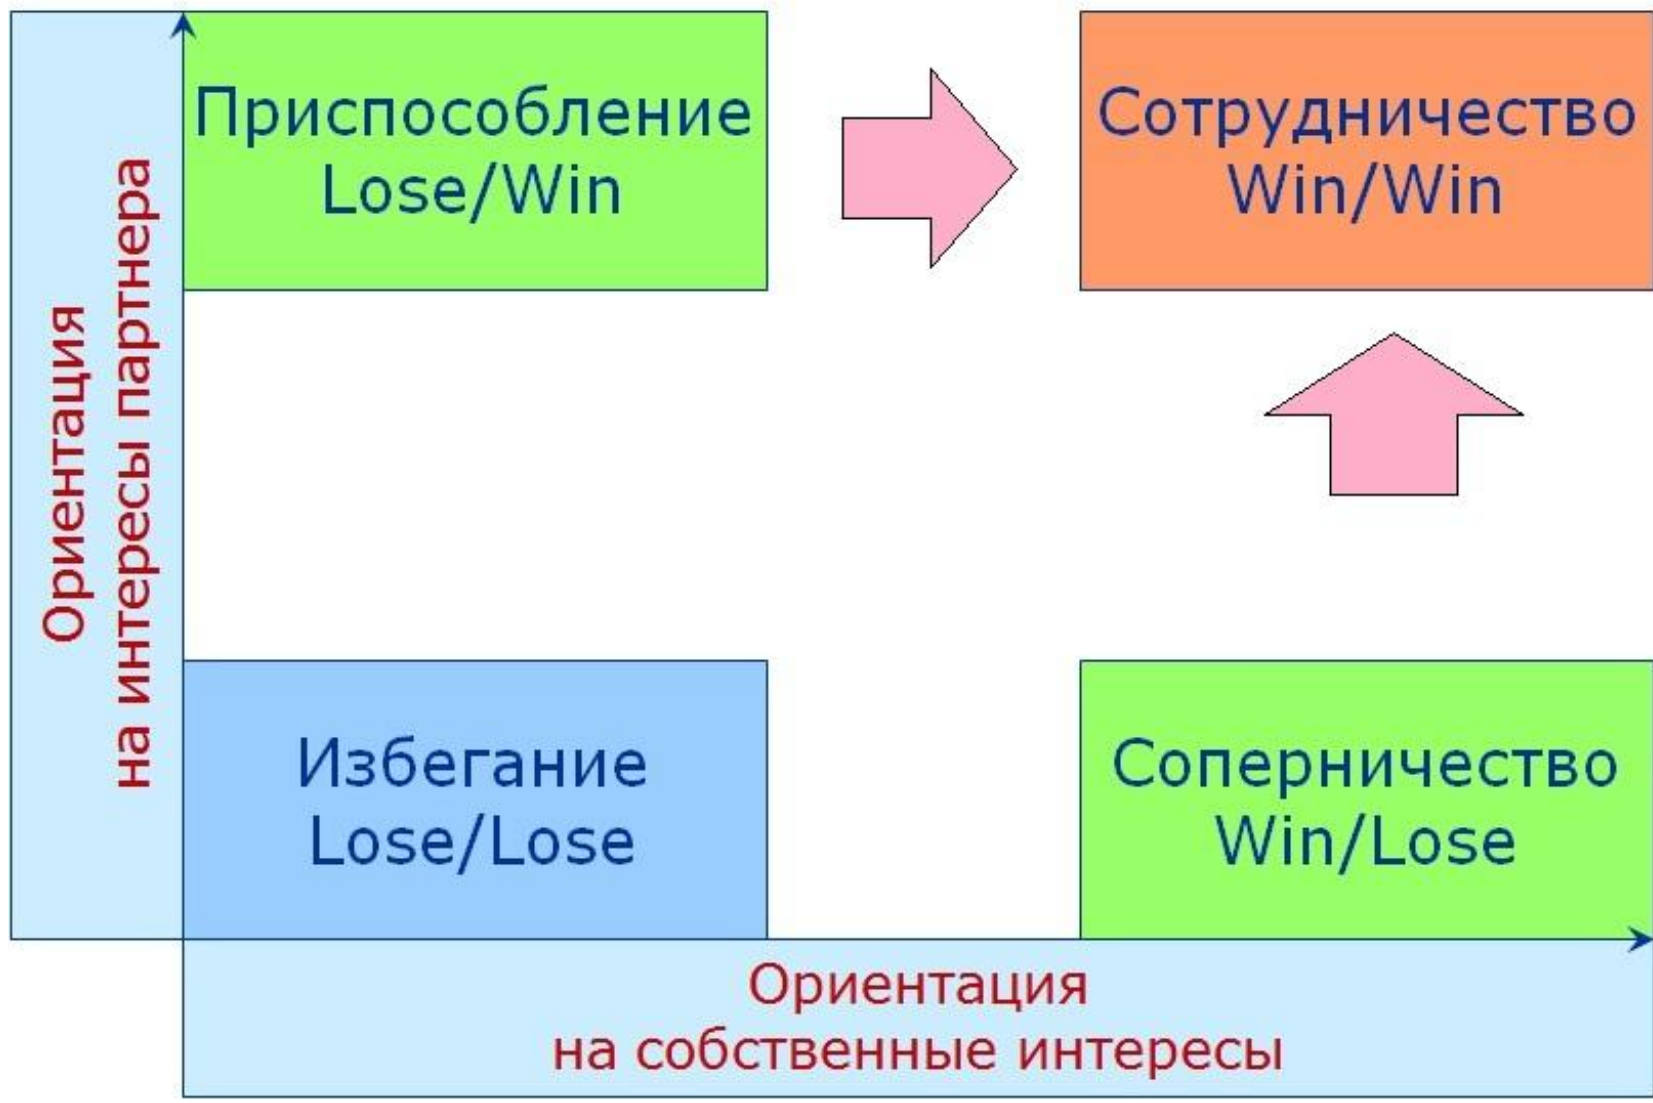 Приспособление
Lose/Win
Сотрудничество
Win/Win
Ориентация
на интересы партнера
Избегание
Lose/Lose
Соперничество
Win/Lose
Ориентация
на собственные интересы